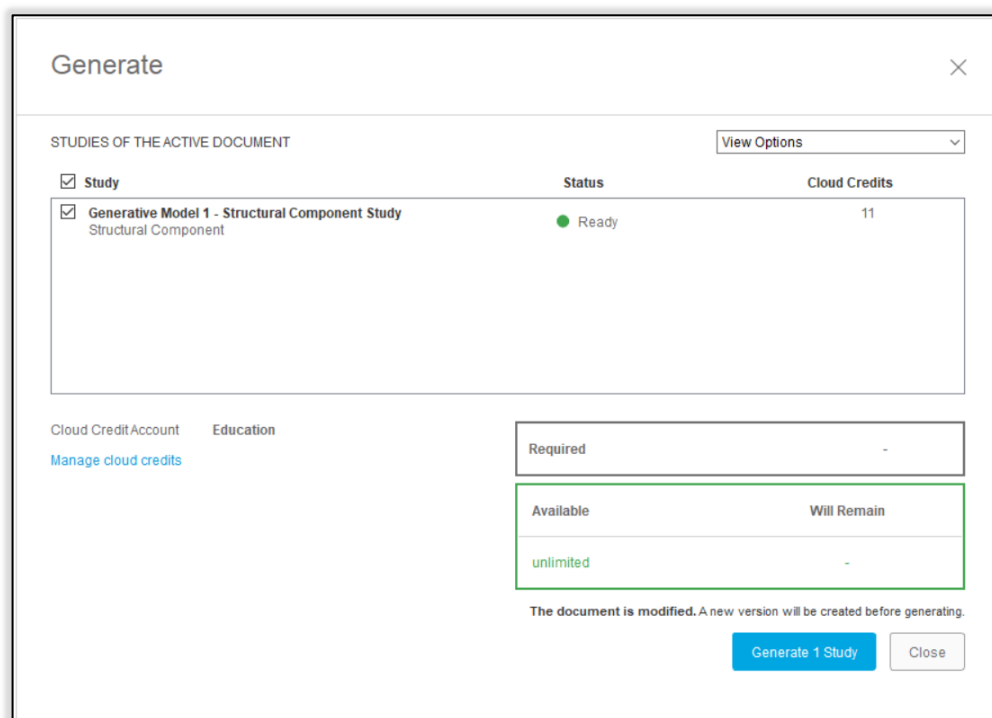 Generate
STUDIES OF THE ACTIVE DOCUMENT
View Options
Study Status Cloud Credits
Generative Model 1 - Structural Component Study Ready 11
Structural Component
Cloud Credit Account Education
Manage cloud credits
Required -
Available Will Remain
unlimited -
The document is modified. A new version will be created before generating.
Generate 1 Study Close